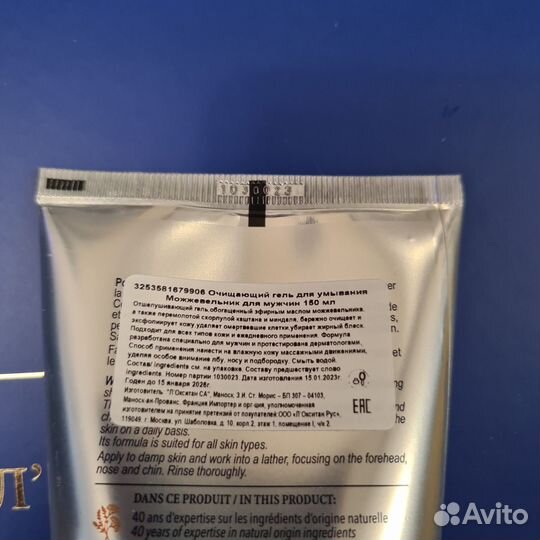 1030023
3253581679906 Очищающий гель для умывания
Можжевельник для мужчин 150 мл
Отшелушивающий гель,обогащенный эфирным маслом можжевельника,
а также перемолотой скорлупой каштана и миндаля, бережно очищает и
эксфолиирует кожу,удаляет омертвевшие клетки,убирает жирный блеск.
Подходит для всех типов кожи и ежедневного применения. Формула
разработана специально для мужчин и протестирована дерматологами.
Способ применения:нанести на влажную кожу массажными движениями,
уделяя особое внимание лбу, носу и подбородку. Смыть водой.
Состав/ ingredients см. на упаковке. Составу предшествует слово
ingredients. Номер партии 1030023. Дата изготовления 15.01.2023г.
Годен до 15 января 2026г.
Изготовитель "Л'Окситан СА", Маноск, З.И. Ст. Морис – БП 307 – 04103,
Маноск-ан-Прованс, Франция Импортер и орг-ция, уполномоченная
изготовителем на принятие претензий от покупателей:ООО «Л'Окситан Рус»,
119049 г. Москва, ул. Шаболовка, д. 10, корп 2, этаж 1, помещение I, ч/к 2.
EAC
skin on a daily basis.
Its formula is suited for all skin types.
Apply to damp skin and work into a lather, focusing on the forehead,
nose and chin. Rinse thoroughly.
DANS CE PRODUIT / IN THIS PRODUCT:
40 ans d'expertise sur les ingrédients d'origine naturelle
40 years of expertise in natural origin ingredients
Avito